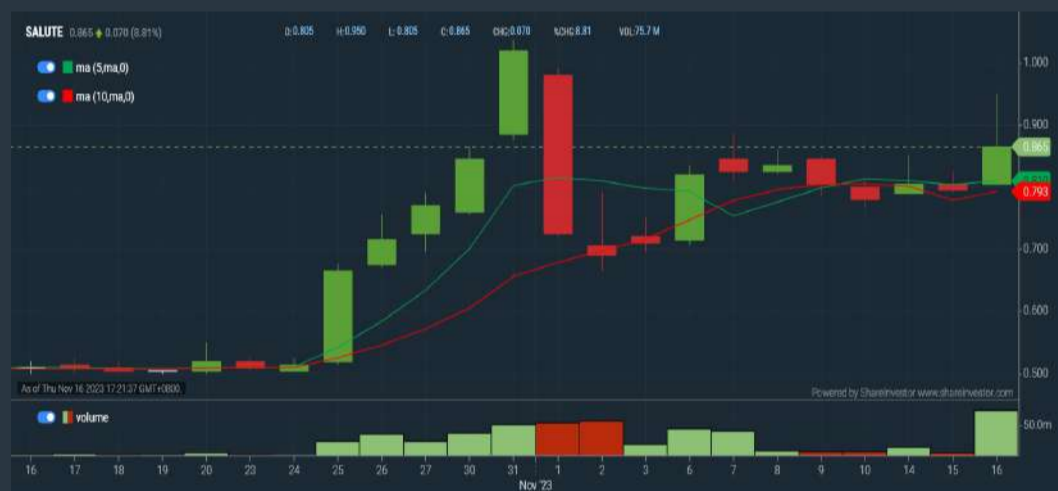 SALUTE 0.865 0.070 (8.81%) O:0.805 H:0.950 L:0.805 C:0.865 CHG:0.070 %CHG:8.81 VOL:75.7 M
ma (5,ma,0)
ma (10,ma,0)
1.000
0.900
0.865
0.810
0.793
0.700
0.600
0.500
As of Thu Nov 16 2023 17:21:37 GMT+0800.
Powered by ShareInvestor www.shareinvestor.com
volume
50.0m
16 17 18 19 20 23 24 25 26 27 30 31 1 2 3 6 7 8 9 10 14 15 16
Nov '23